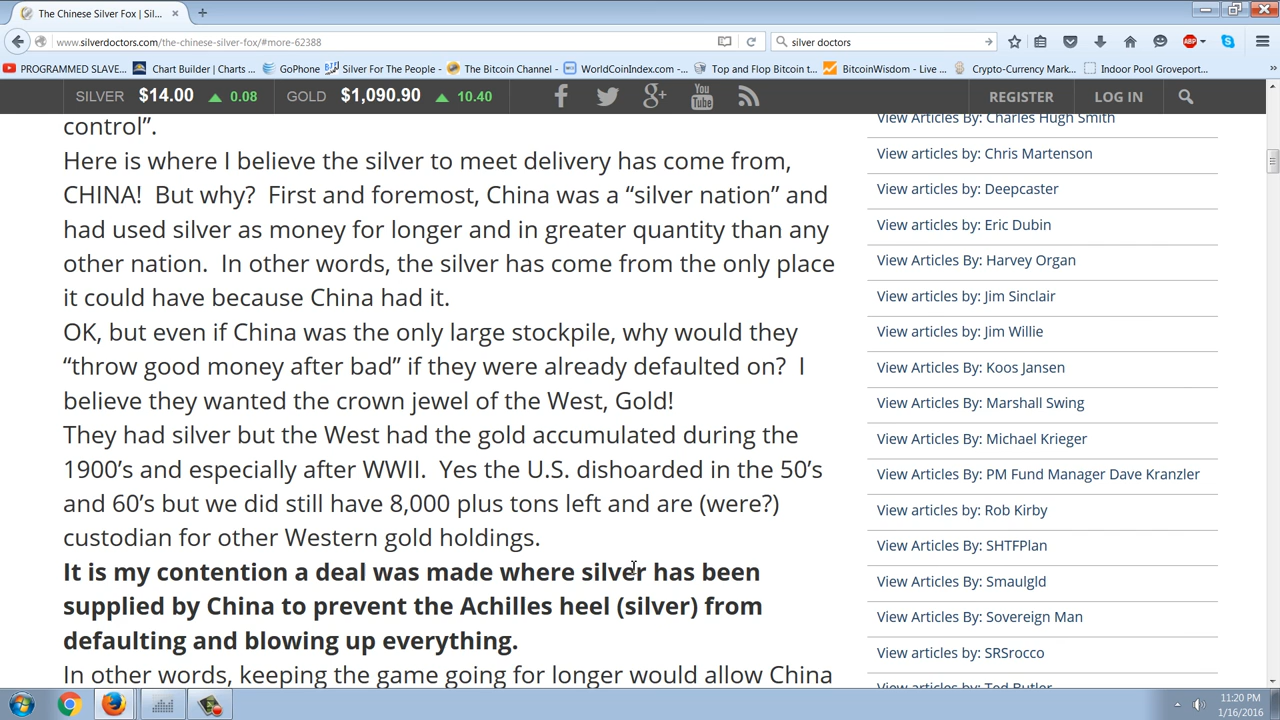 The Chinese Silver Fox | Sil...
www.silverdoctors.com/the-chinese-silver-fox/#more-62388
silver doctors
ABP
PROGRAMMED SLAVE...
Chart Builder | Charts ...
GoPhone
Silver For The People - ...
The Bitcoin Channel - ...
WorldCoinIndex.com -...
Top and Flop Bitcoin t...
BitcoinWisdom - Live ...
Crypto-Currency Mark...
Indoor Pool Groveport...
SILVER $14.00 0.08 GOLD $1,090.90 10.40
You Tube
REGISTER LOG IN
control”.
Here is where I believe the silver to meet delivery has come from,
CHINA! But why? First and foremost, China was a “silver nation” and
had used silver as money for longer and in greater quantity than any
other nation. In other words, the silver has come from the only place
it could have because China had it.
OK, but even if China was the only large stockpile, why would they
“throw good money after bad” if they were already defaulted on? I
believe they wanted the crown jewel of the West, Gold!
They had silver but the West had the gold accumulated during the
1900’s and especially after WWII. Yes the U.S. dishoarded in the 50’s
and 60’s but we did still have 8,000 plus tons left and are (were?)
custodian for other Western gold holdings.
It is my contention a deal was made where silver has been
supplied by China to prevent the Achilles heel (silver) from
defaulting and blowing up everything.
In other words, keeping the game going for longer would allow China
View Articles By: Charles Hugh Smith
View articles by: Chris Martenson
View articles by: Deepcaster
View articles by: Eric Dubin
View Articles By: Harvey Organ
View articles by: Jim Sinclair
View articles by: Jim Willie
View Articles By: Koos Jansen
View Articles By: Marshall Swing
View Articles By: Michael Krieger
View Articles By: PM Fund Manager Dave Kranzler
View articles by: Rob Kirby
View Articles By: SHTFPlan
View Articles By: Smaulgld
View Articles By: Sovereign Man
View Articles By: SRSrocco
View Articles By: Ted Butler
11:20 PM
1/16/2016